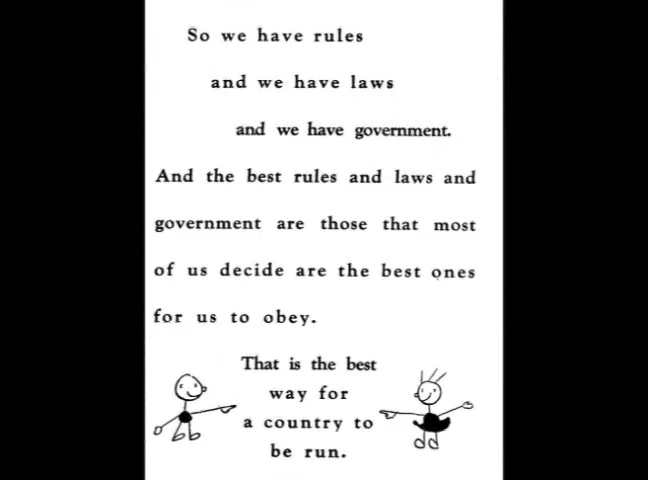 So we have rules
and we have laws
and we have government.
And the best rules and laws and
government are those that most
of us decide are the best ones
for us to obey.
That is the best
way for
a country to
be run.